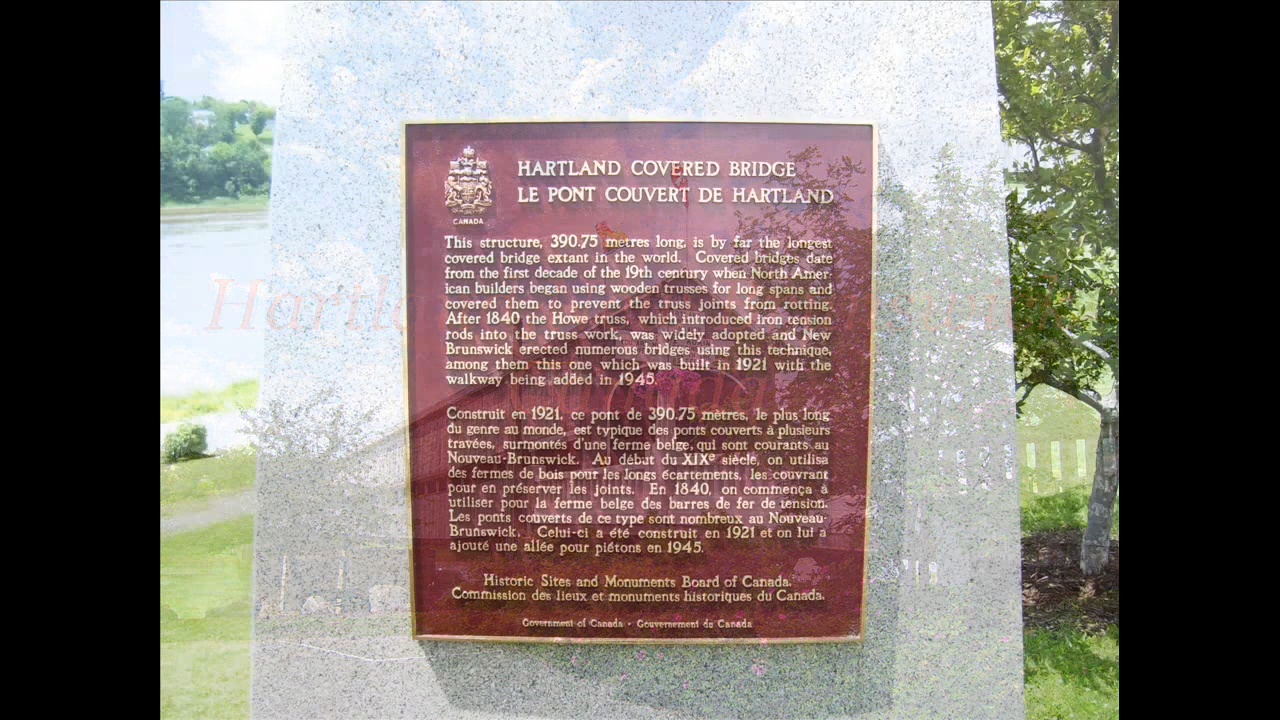 HARTLAND COVERED BRIDGE
LE PONT COUVERT DE HARTLAND
CANADA
This structure, 390.75 metres long, is by far the longest
covered bridge extant in the world. Covered bridges date
from the first decade of the 19th century when North Amer-
ican builders began using wooden trusses for long spans and
covered them to prevent the truss joints from rotting.
After 1840 the Howe truss, which introduced iron tension
rods into the truss work, was widely adopted and New
Brunswick erected numerous bridges using this technique,
among them this one which was built in 1921 with the
walkway being added in 1945.
Construit en 1921, ce pont de 390.75 mètres, le plus long
du genre au monde, est typique des ponts couverts à plusieurs
travées, surmontés d'une ferme belge, qui sont courants au
Nouveau-Brunswick. Au début du XIXe siècle, on utilisa
des fermes de bois pour les longs écartements, les couvrant
pour en préserver les joints. En 1840, on commença à
utiliser pour la ferme belge des barres de fer de tension.
Les ponts couverts de ce type sont nombreux au Nouveau-
Brunswick. Celui-ci a été construit en 1921 et on lui a
ajouté une allée pour piétons en 1945.
Historic Sites and Monuments Board of Canada.
Commission des lieux et monuments historiques du Canada.
Government of Canada • Gouvernement du Canada
Canada